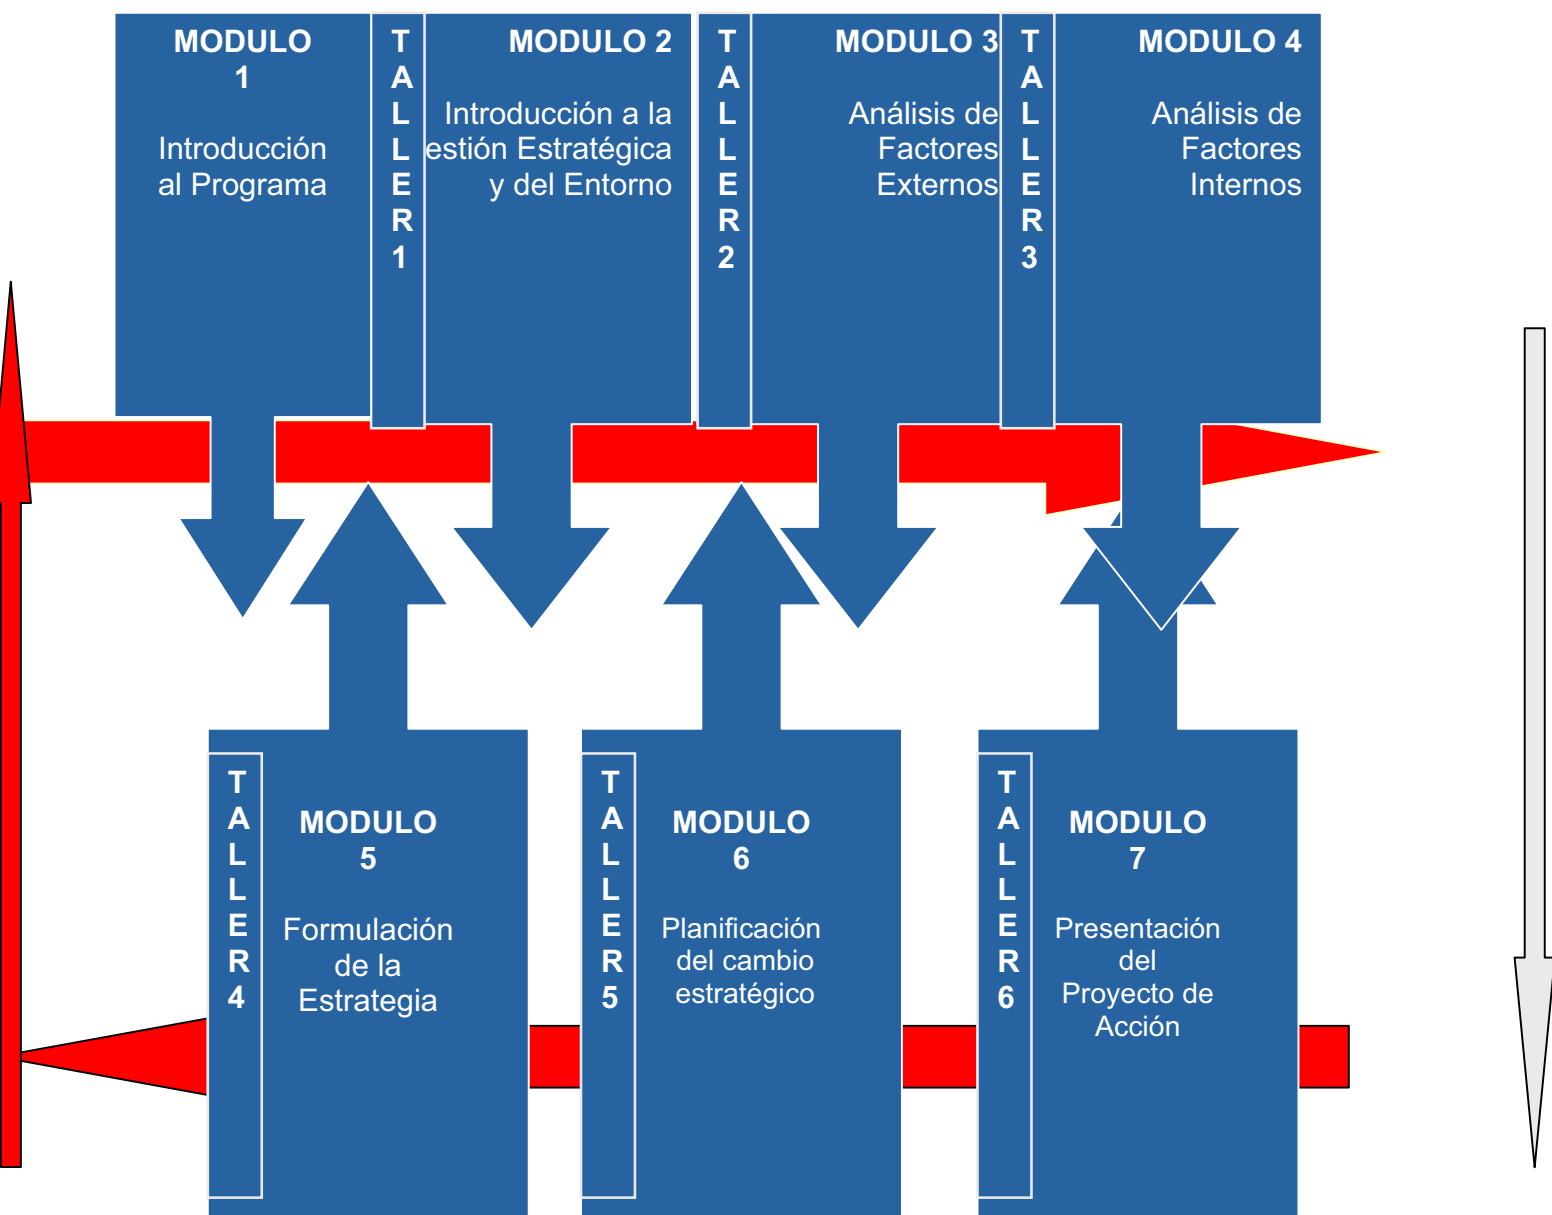 MODULO
1
Introducción
al Programa
T
A
L
L
E
R
1
MODULO 2
Introducción a la
estión Estratégica
y del Entorno
T
A
L
L
E
R
2
MODULO 3
Análisis de
Factores
Externos
T
A
L
L
E
R
3
MODULO 4
Análisis de
Factores
Internos
T
A
L
L
E
R
4
MODULO
5
Formulación
de la
Estrategia
T
A
L
L
E
R
5
MODULO
6
Planificación
del cambio
estratégico
T
A
L
L
E
R
6
MODULO
7
Presentación
del
Proyecto de
Acción